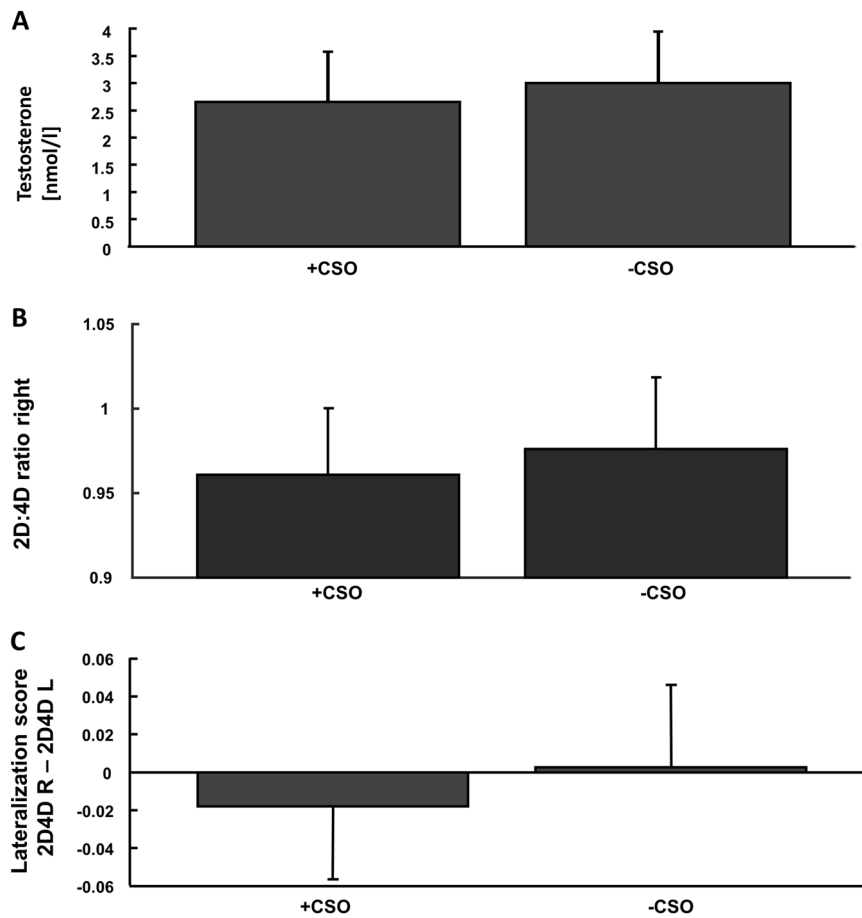 A
Testosterone
[nmol/l]
4
3.5
3
2.5
2
1.5
1
0.5
0
+CSO -CSO
B
2D:4D ratio right
1.05
1
0.95
0.9
+CSO -CSO
C
Lateralization score
2D4D R – 2D4D L
0.06
0.04
0.02
0
-0.02
-0.04
-0.06
+CSO -CSO